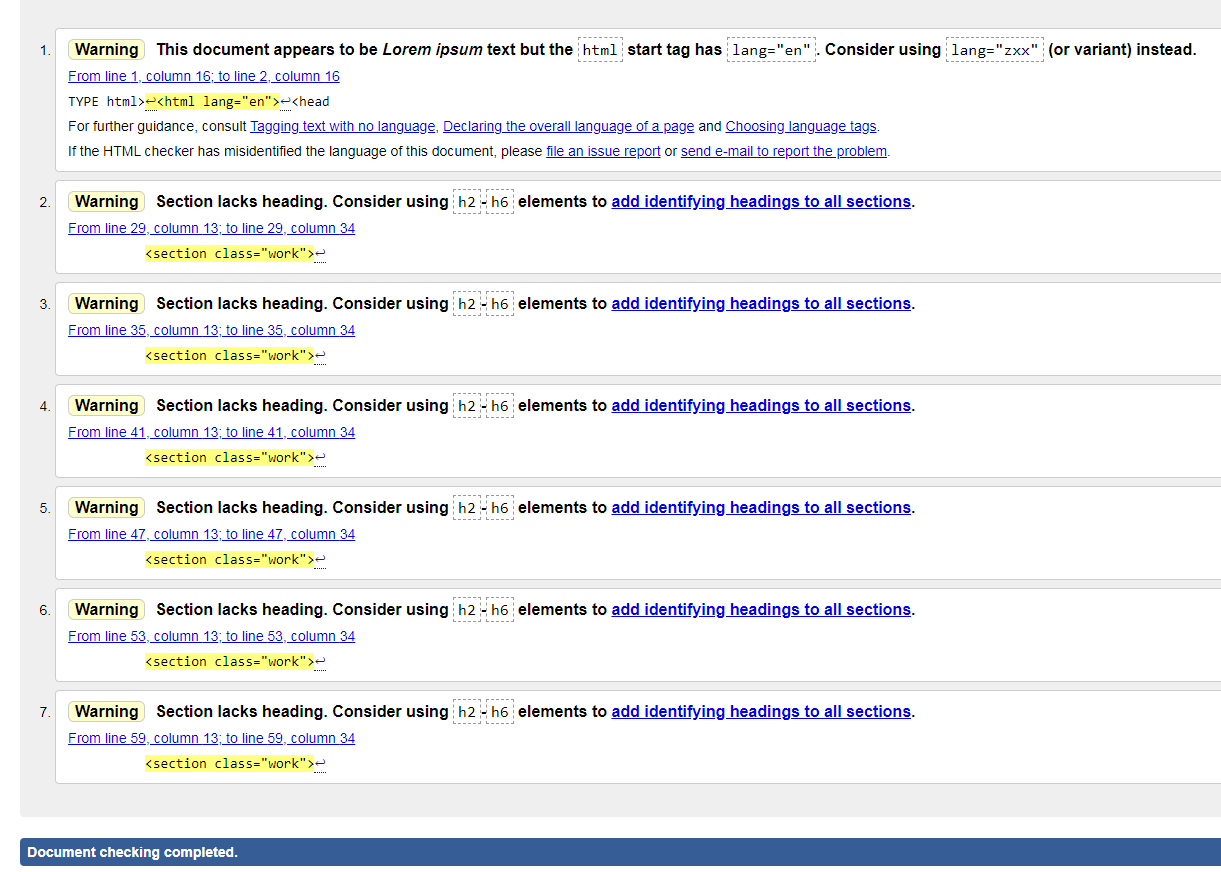 1. Warning This document appears to be Lorem ipsum text but the html start tag has lang="en". Consider using lang="zxx" (or variant) instead.
From line 1, column 16; to line 2, column 16
TYPE html>↩<html lang="en">↩<head
For further guidance, consult Tagging text with no language, Declaring the overall language of a page and Choosing language tags.
If the HTML checker has misidentified the language of this document, please file an issue report or send e-mail to report the problem.
2. Warning Section lacks heading. Consider using h2-h6 elements to add identifying headings to all sections.
From line 29, column 13; to line 29, column 34
<section class="work">↩
3. Warning Section lacks heading. Consider using h2-h6 elements to add identifying headings to all sections.
From line 35, column 13; to line 35, column 34
<section class="work">↩
4. Warning Section lacks heading. Consider using h2-h6 elements to add identifying headings to all sections.
From line 41, column 13; to line 41, column 34
<section class="work">↩
5. Warning Section lacks heading. Consider using h2-h6 elements to add identifying headings to all sections.
From line 47, column 13; to line 47, column 34
<section class="work">↩
6. Warning Section lacks heading. Consider using h2-h6 elements to add identifying headings to all sections.
From line 53, column 13; to line 53, column 34
<section class="work">↩
7. Warning Section lacks heading. Consider using h2-h6 elements to add identifying headings to all sections.
From line 59, column 13; to line 59, column 34
<section class="work">↩
Document checking completed.